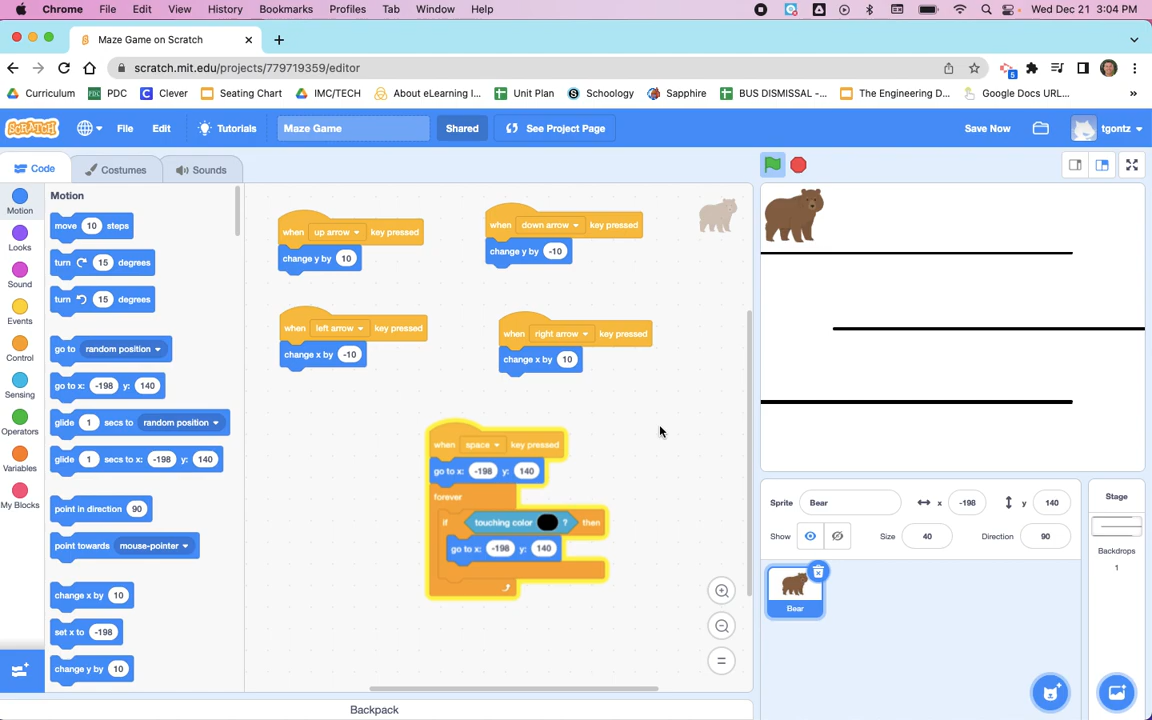 Chrome File Edit View History Bookmarks Profiles Tab Window Help Wed Dec 21 3:04 PM
Maze Game on Scratch
scratch.mit.edu/projects/779719359/editor
5
Curriculum PDC PDC Clever Seating Chart IMC/TECH About eLearning I... Unit Plan Schoology Sapphire BUS DISMISSAL -... The Engineering D... Google Docs URL... »
SCRATCH File Edit Tutorials Maze Game Shared See Project Page Save Now tgontz
Code Costumes Sounds
Motion
Looks
Sound
Events
Control
Sensing
Operators
Variables
My Blocks
Motion
move 10 steps
turn 15 degrees
turn 15 degrees
go to random position
go to x: -198 y: 140
glide 1 secs to random position
glide 1 secs to x: -198 y: 140
point in direction 90
point towards mouse-pointer
change x by 10
set x to -198
change y by 10
when up arrow key pressed
change y by 10
when down arrow key pressed
change y by -10
when left arrow key pressed
change x by -10
when right arrow key pressed
change x by 10
when space key pressed
go to x: -198 y: 140
forever
if touching color ? then
go to x: -198 y: 140
Sprite Bear x -198 y 140
Show Size 40 Direction 90
Bear
Stage
Backdrops
1
Backpack